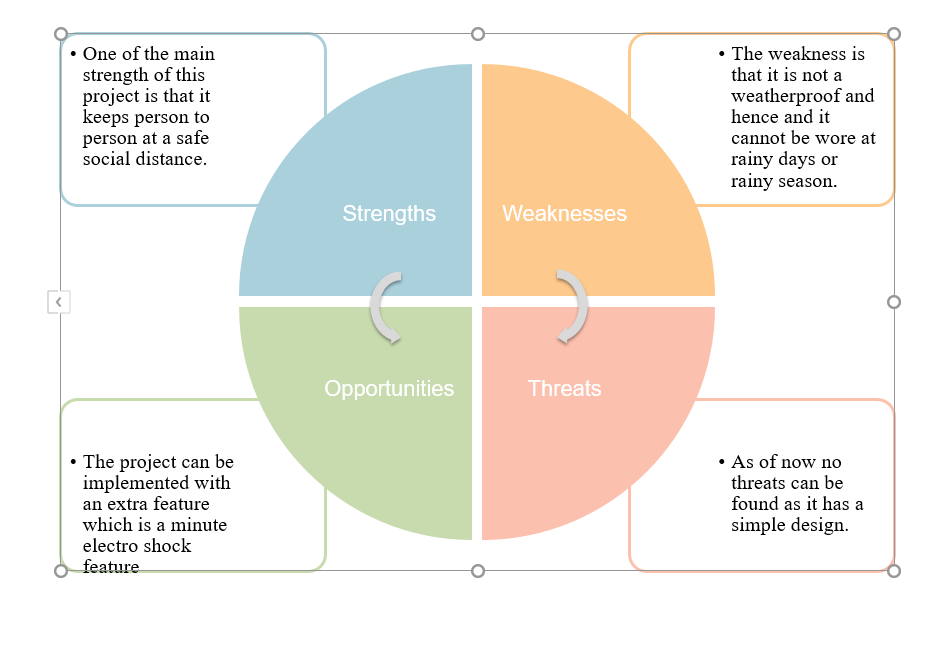 • One of the main
strength of this
project is that it
keeps person to
person at a safe
social distance.
• The weakness is
that it is not a
weatherproof and
hence and it
cannot be wore at
rainy days or
rainy season.
Strengths
Weaknesses
Opportunities
Threats
• The project can be
implemented with
an extra feature
which is a minute
electro shock
feature
• As of now no
threats can be
found as it has a
simple design.